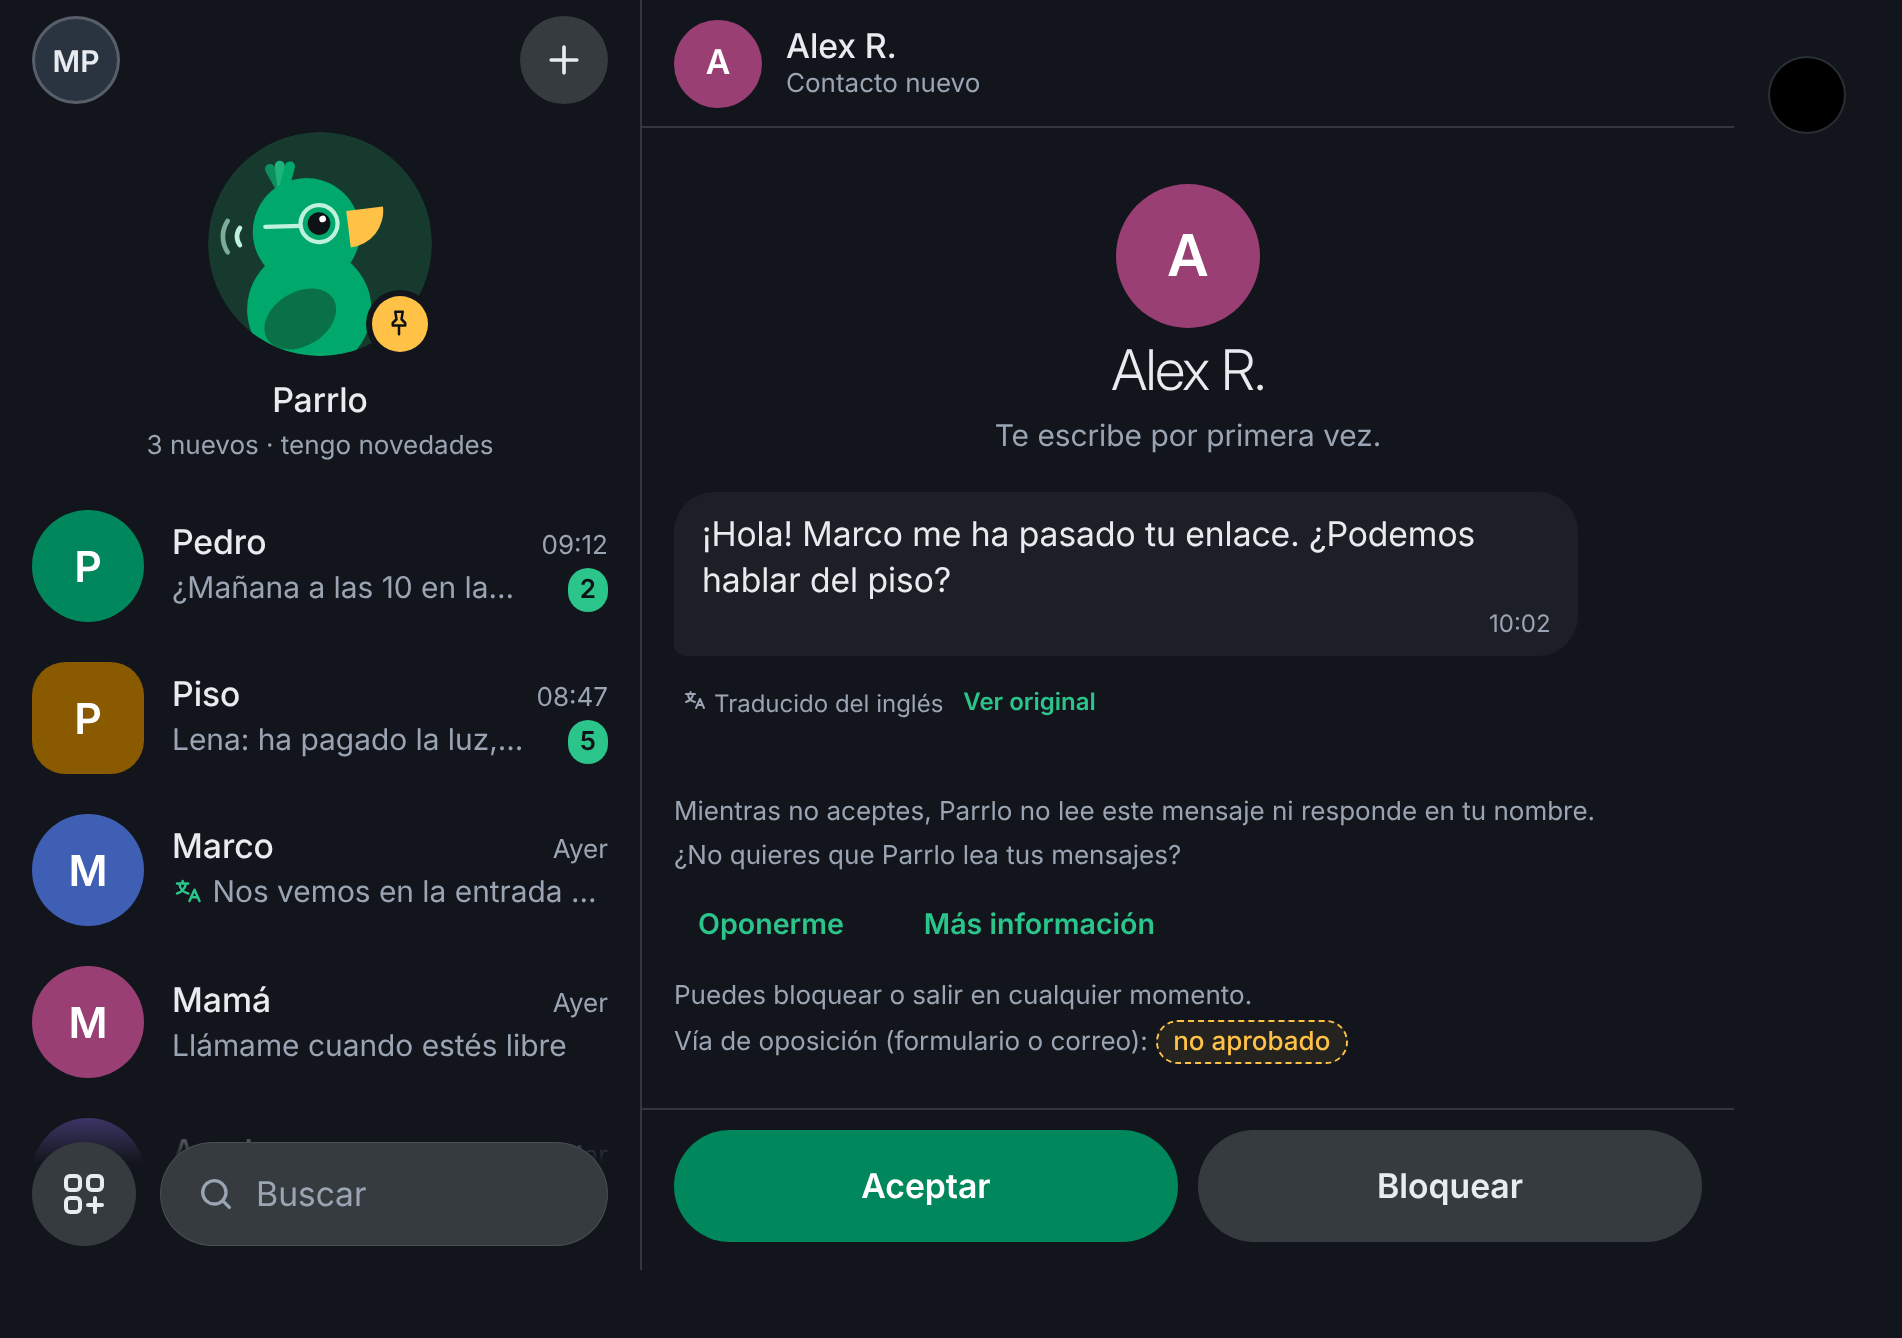 MP
Parrlo
3 nuevos · tengo novedades
P
Pedro
09:12
¿Mañana a las 10 en la...
2
P
Piso
08:47
Lena: ha pagado la luz,...
5
M
Marco
Ayer
Nos vemos en la entrada ...
M
Mamá
Ayer
Llámame cuando estés libre
Buscar
A
Alex R.
Contacto nuevo
A
Alex R.
Te escribe por primera vez.
¡Hola! Marco me ha pasado tu enlace. ¿Podemos
hablar del piso?
10:02
Traducido del inglés Ver original
Mientras no aceptes, Parrlo no lee este mensaje ni responde en tu nombre.
¿No quieres que Parrlo lea tus mensajes?
Oponerme Más información
Puedes bloquear o salir en cualquier momento.
Vía de oposición (formulario o correo): no aprobado
Aceptar Bloquear